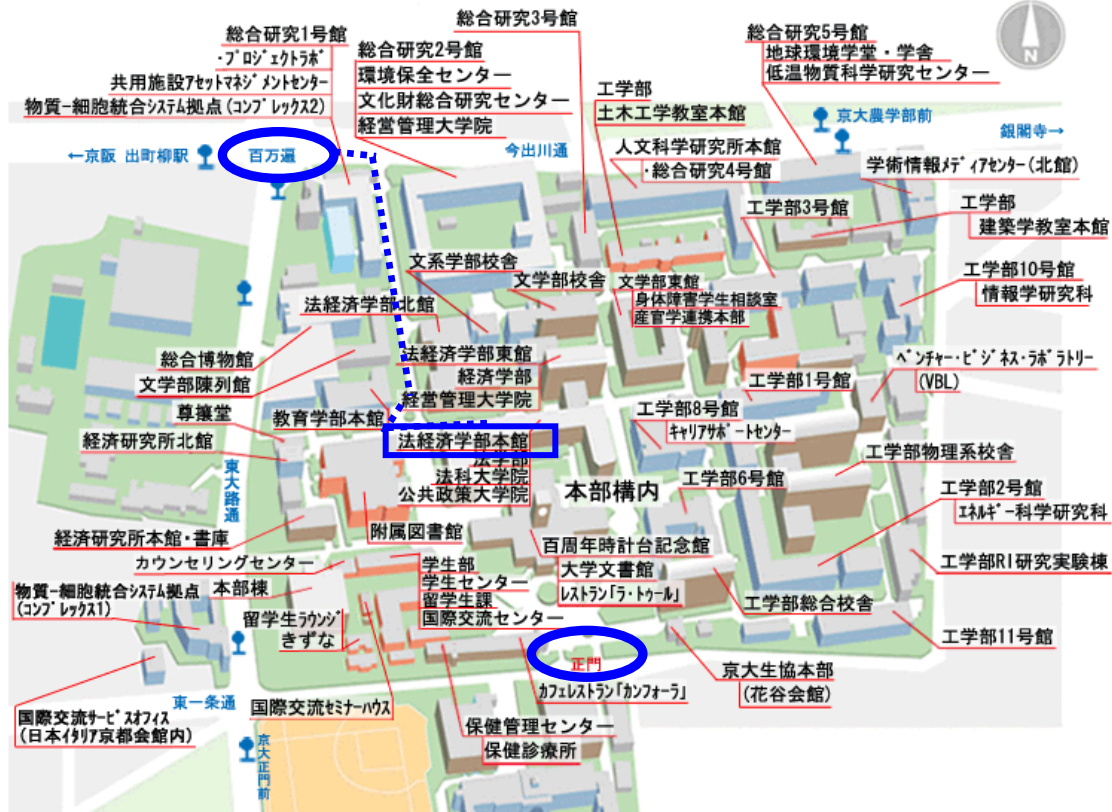 総合研究1号館
・プロジェクトラボ
共用施設アセットマネジメントセンター
物質-細胞統合システム拠点(コンプレックス2)
総合研究2号館
環境保全センター
文化財総合研究センター
経営管理大学院
総合研究3号館
工学部
土木工学教室本館
人文科学研究所本館
・総合研究4号館
総合研究5号館
地球環境学堂・学舎
低温物質科学研究センター
N
京大農学部前
銀閣寺→
←京阪 出町柳駅
百万遍
今出川通
学術情報メディアセンター(北館)
工学部3号館
工学部
建築学教室本館
工学部10号館
情報学研究科
文系学部校舎
文学部校舎
文学部東館
身体障害学生相談室
産官学連携本部
法経済学部北館
総合博物館
文学部陳列館
法経済学部東館
経済学部
経営管理大学院
ベンチャー・ビジネス・ラボラトリー
(VBL)
工学部1号館
尊攘堂
教育学部本館
経済研究所北館
工学部8号館
キャリアサポートセンター
法経済学部本館
法学部
法科大学院
公共政策大学院
工学部物理系校舎
東大路通
本部構内
工学部6号館
工学部2号館
エネルギー科学研究科
附属図書館
経済研究所本館・書庫
百周年時計台記念館
大学文書館
レストラン「ラ・トゥール」
カウンセリングセンター
学生部
学生センター
留学生課
国際交流センター
工学部RI研究実験棟
物質-細胞統合システム拠点
(コンプレックス1)
本部棟
留学生ラウンジ
きずな
工学部総合校舎
工学部11号館
正門
京大生協本部
(花谷会館)
カフェレストラン「カンフォーラ」
東一条通
国際交流セミナーハウス
国際交流サービスオフィス
(日本イタリア京都会館内)
保健管理センター
保健診療所
京大正門前